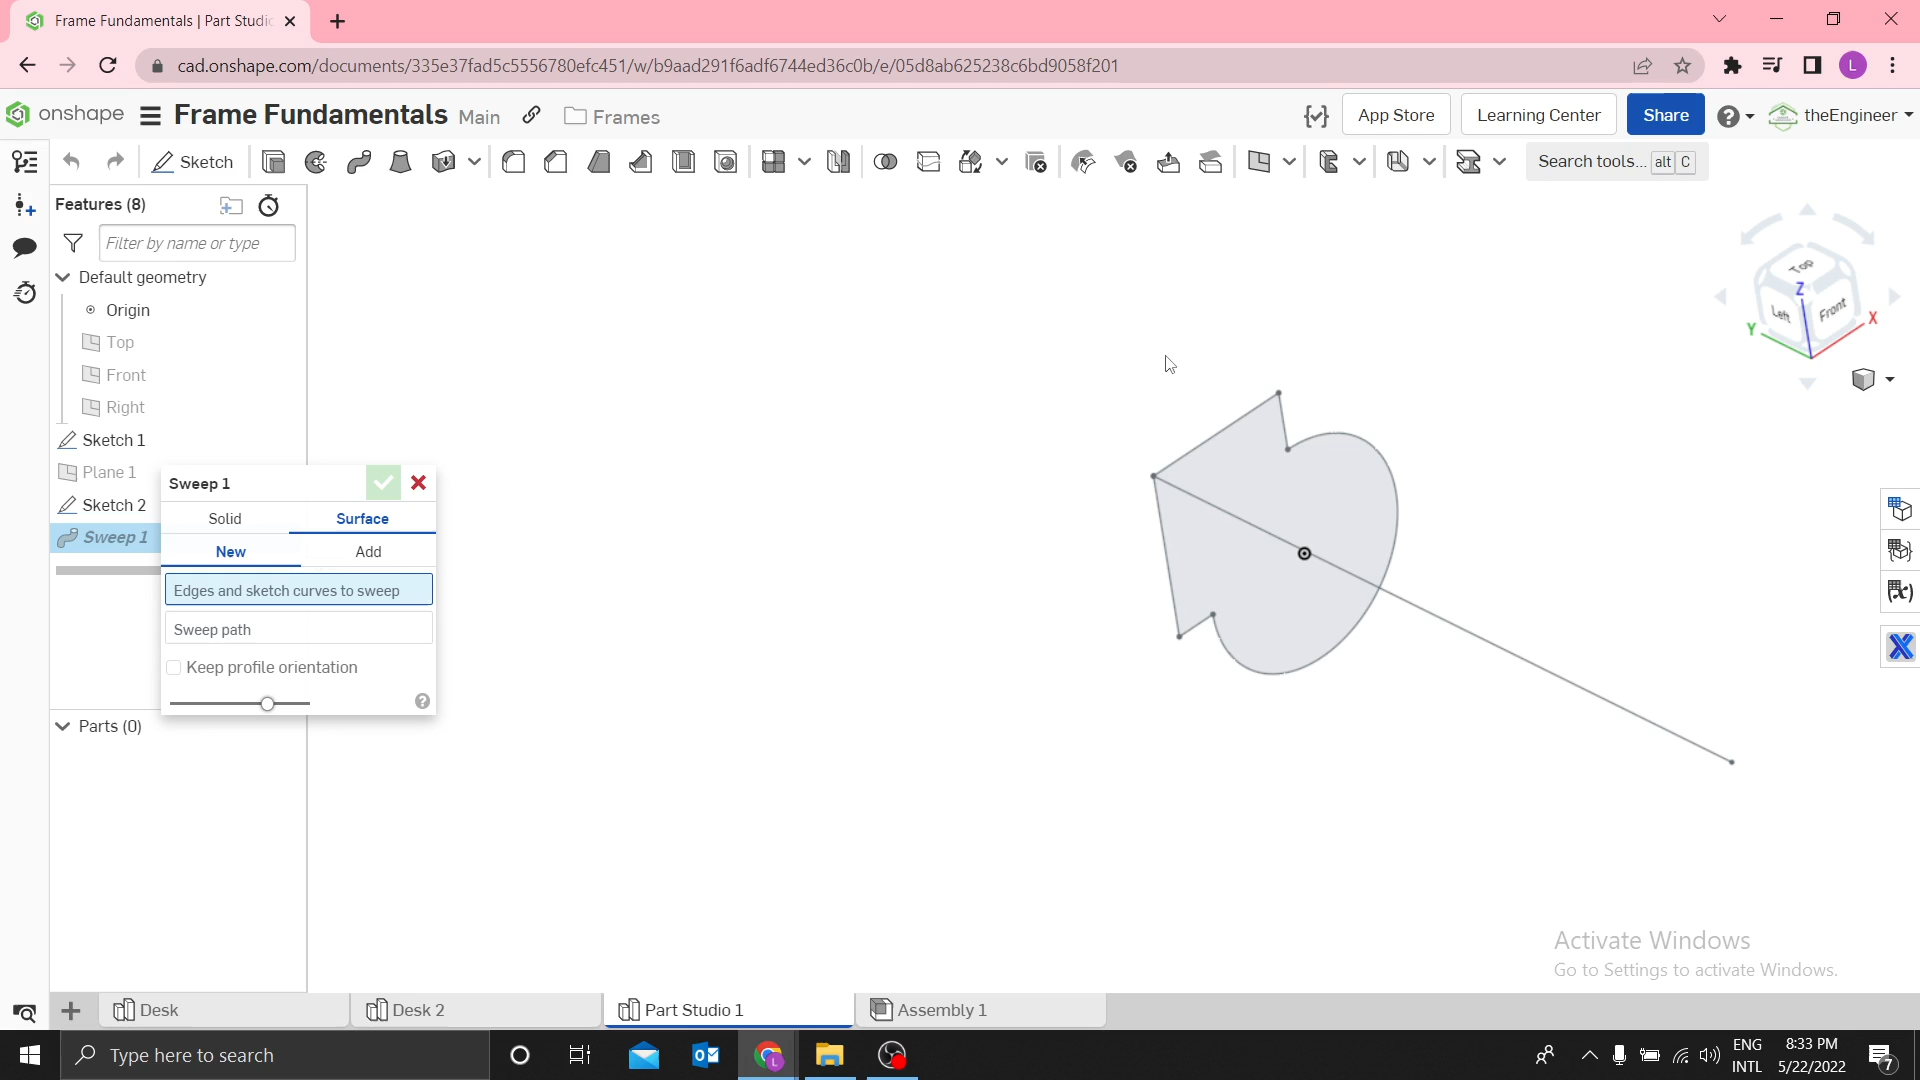 Frame Fundamentals | Part Studio
cad.onshape.com/documents/335e37fad5c5556780efc451/w/b9aad291f6adf6744ed36c0b/e/05d8ab625238c6bd9058f201
L
onshape
Frame Fundamentals Main
Frames
App Store
Learning Center
Share
theEngineer
Sketch
Search tools... alt C
Features (8)
Filter by name or type
Default geometry
Origin
Top
Front
Right
Sketch 1
Plane 1
Sketch 2
Sweep 1
Sweep 1
Solid
Surface
New
Add
Edges and sketch curves to sweep
Sweep path
Keep profile orientation
Parts (0)
Top
Left
Front
Z
Y
X
Activate Windows
Go to Settings to activate Windows.
Desk
Desk 2
Part Studio 1
Assembly 1
Type here to search
L
ENG
INTL
8:33 PM
5/22/2022
7